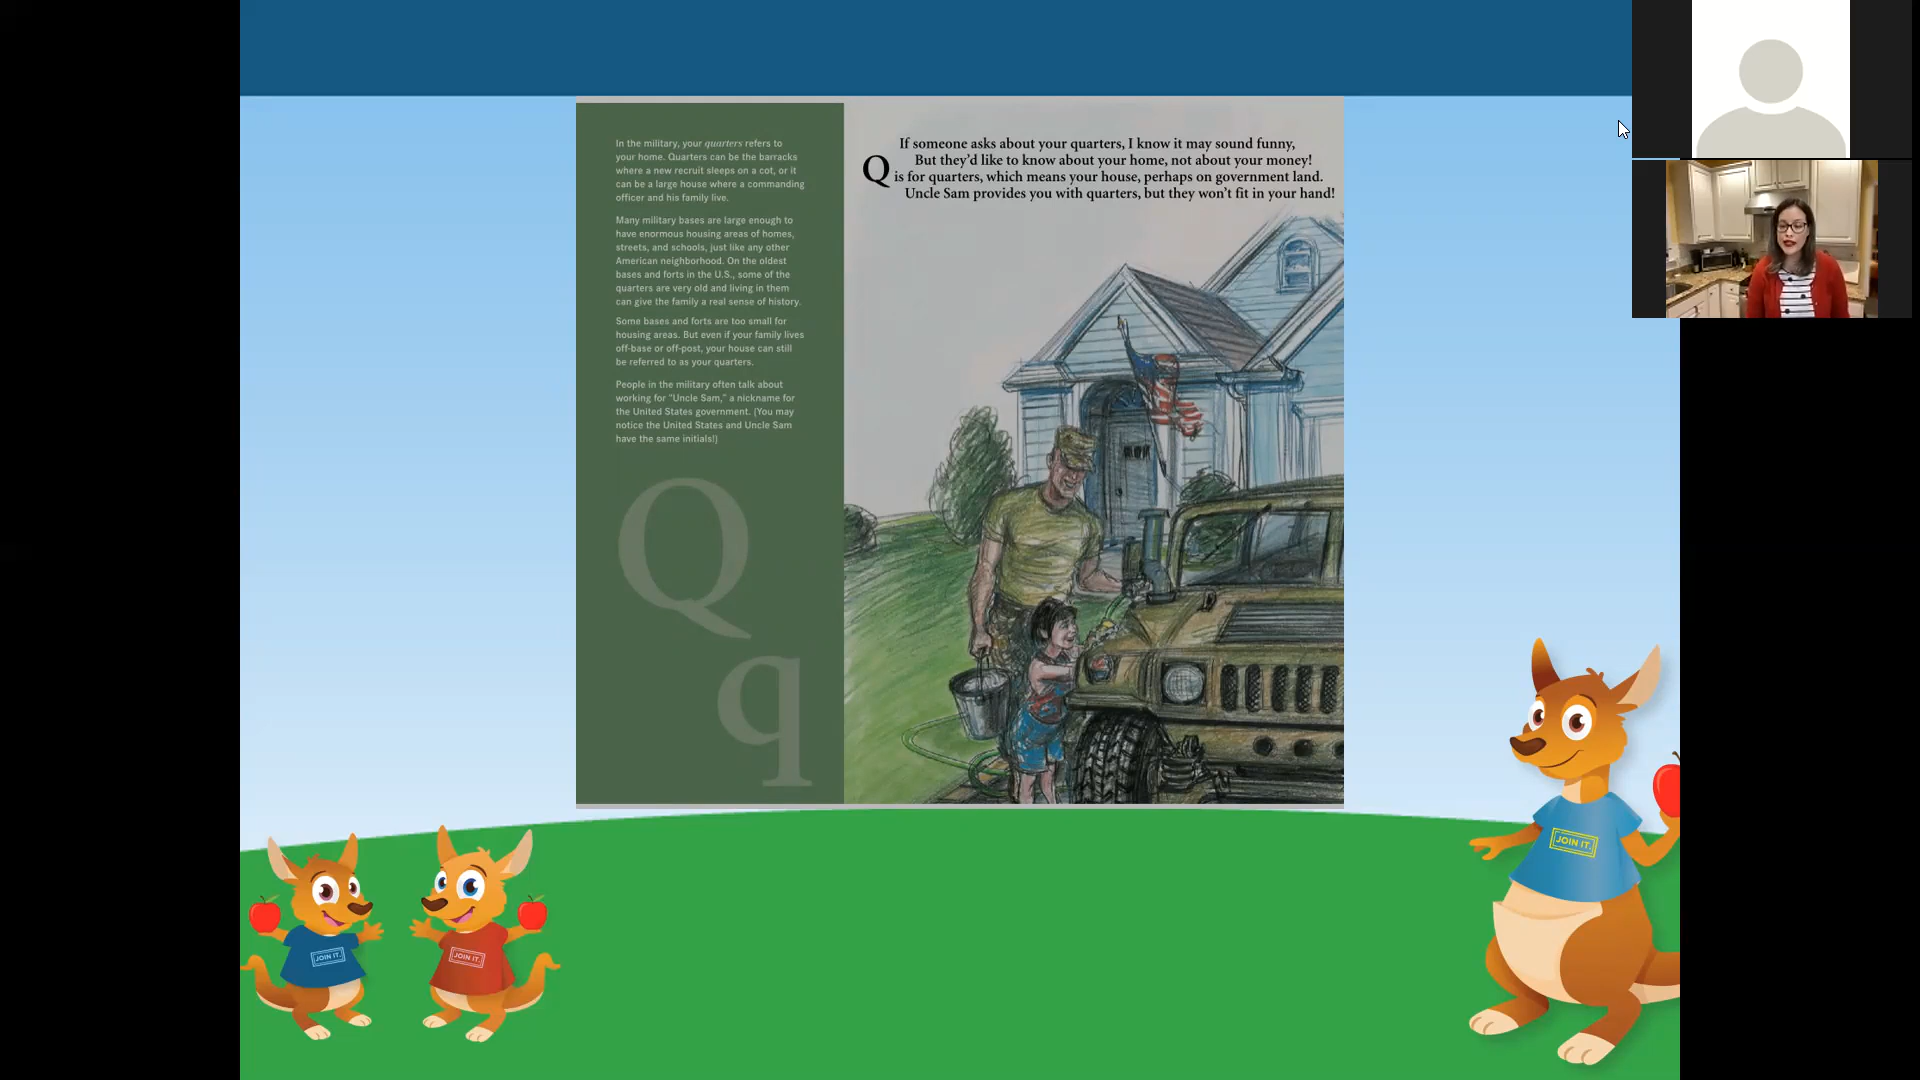 In the military, your quarters refers to
your home. Quarters can be the barracks
where a new recruit sleeps on a cot, or it
can be a large house where a commanding
officer and his family live.
Many military bases are large enough to
have enormous housing areas of homes,
streets, and schools, just like any other
American neighborhood. On the oldest
bases and forts in the U.S., some of the
quarters are very old and living in them
can give the family a real sense of history.
Some bases and forts are too small for
housing areas. But even if your family lives
off-base or off-post, your house can still
be referred to as your quarters.
People in the military often talk about
working for "Uncle Sam," a nickname for
the United States government. (You may
notice the United States and Uncle Sam
have the same initials!)
Q
q
If someone asks about your quarters, I know it may sound funny,
But they'd like to know about your home, not about your money!
Q is for quarters, which means your house, perhaps on government land.
Uncle Sam provides you with quarters, but they won't fit in your hand!
JOIN IT.
JOIN IT.
JOIN IT.